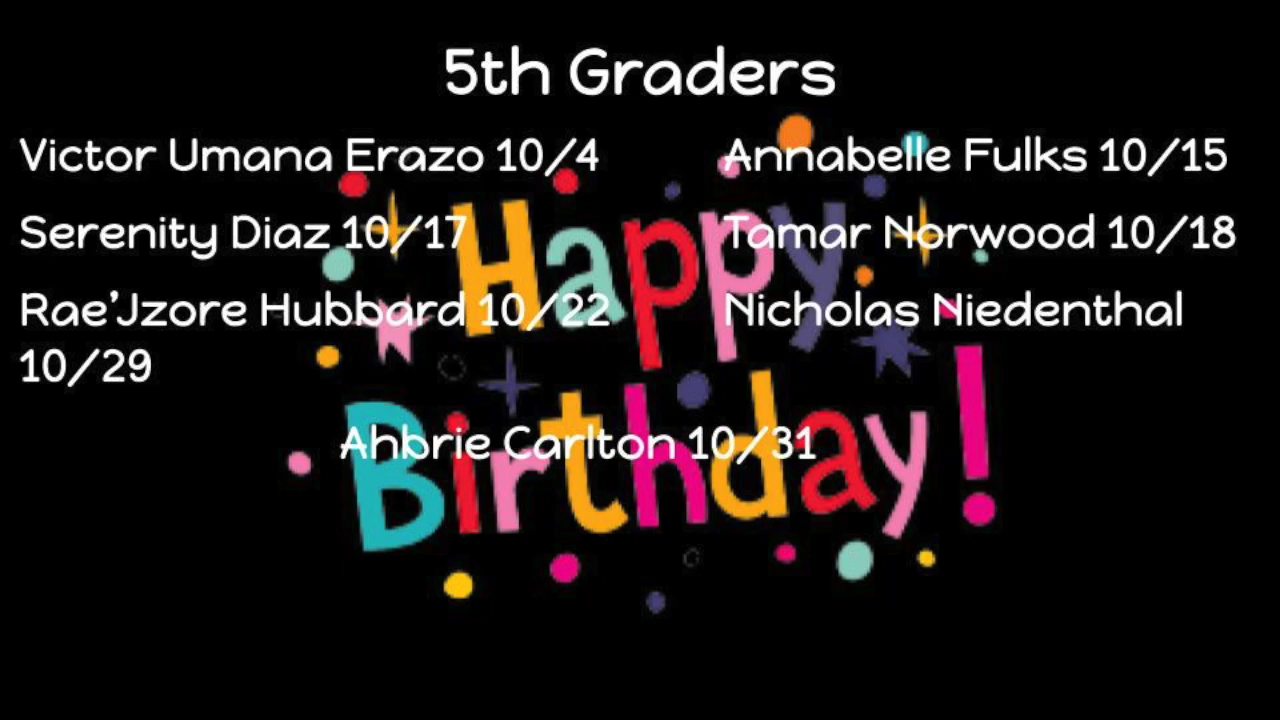 5th Graders
Victor Umana Erazo 10/4 Annabelle Fulks 10/15
Serenity Diaz 10/17 Tamar Norwood 10/18
Rae'Jzore Hubbard 10/22 Nicholas Niedenthal
10/29
Ahbrie Carlton 10/31
Happy
Birthday!